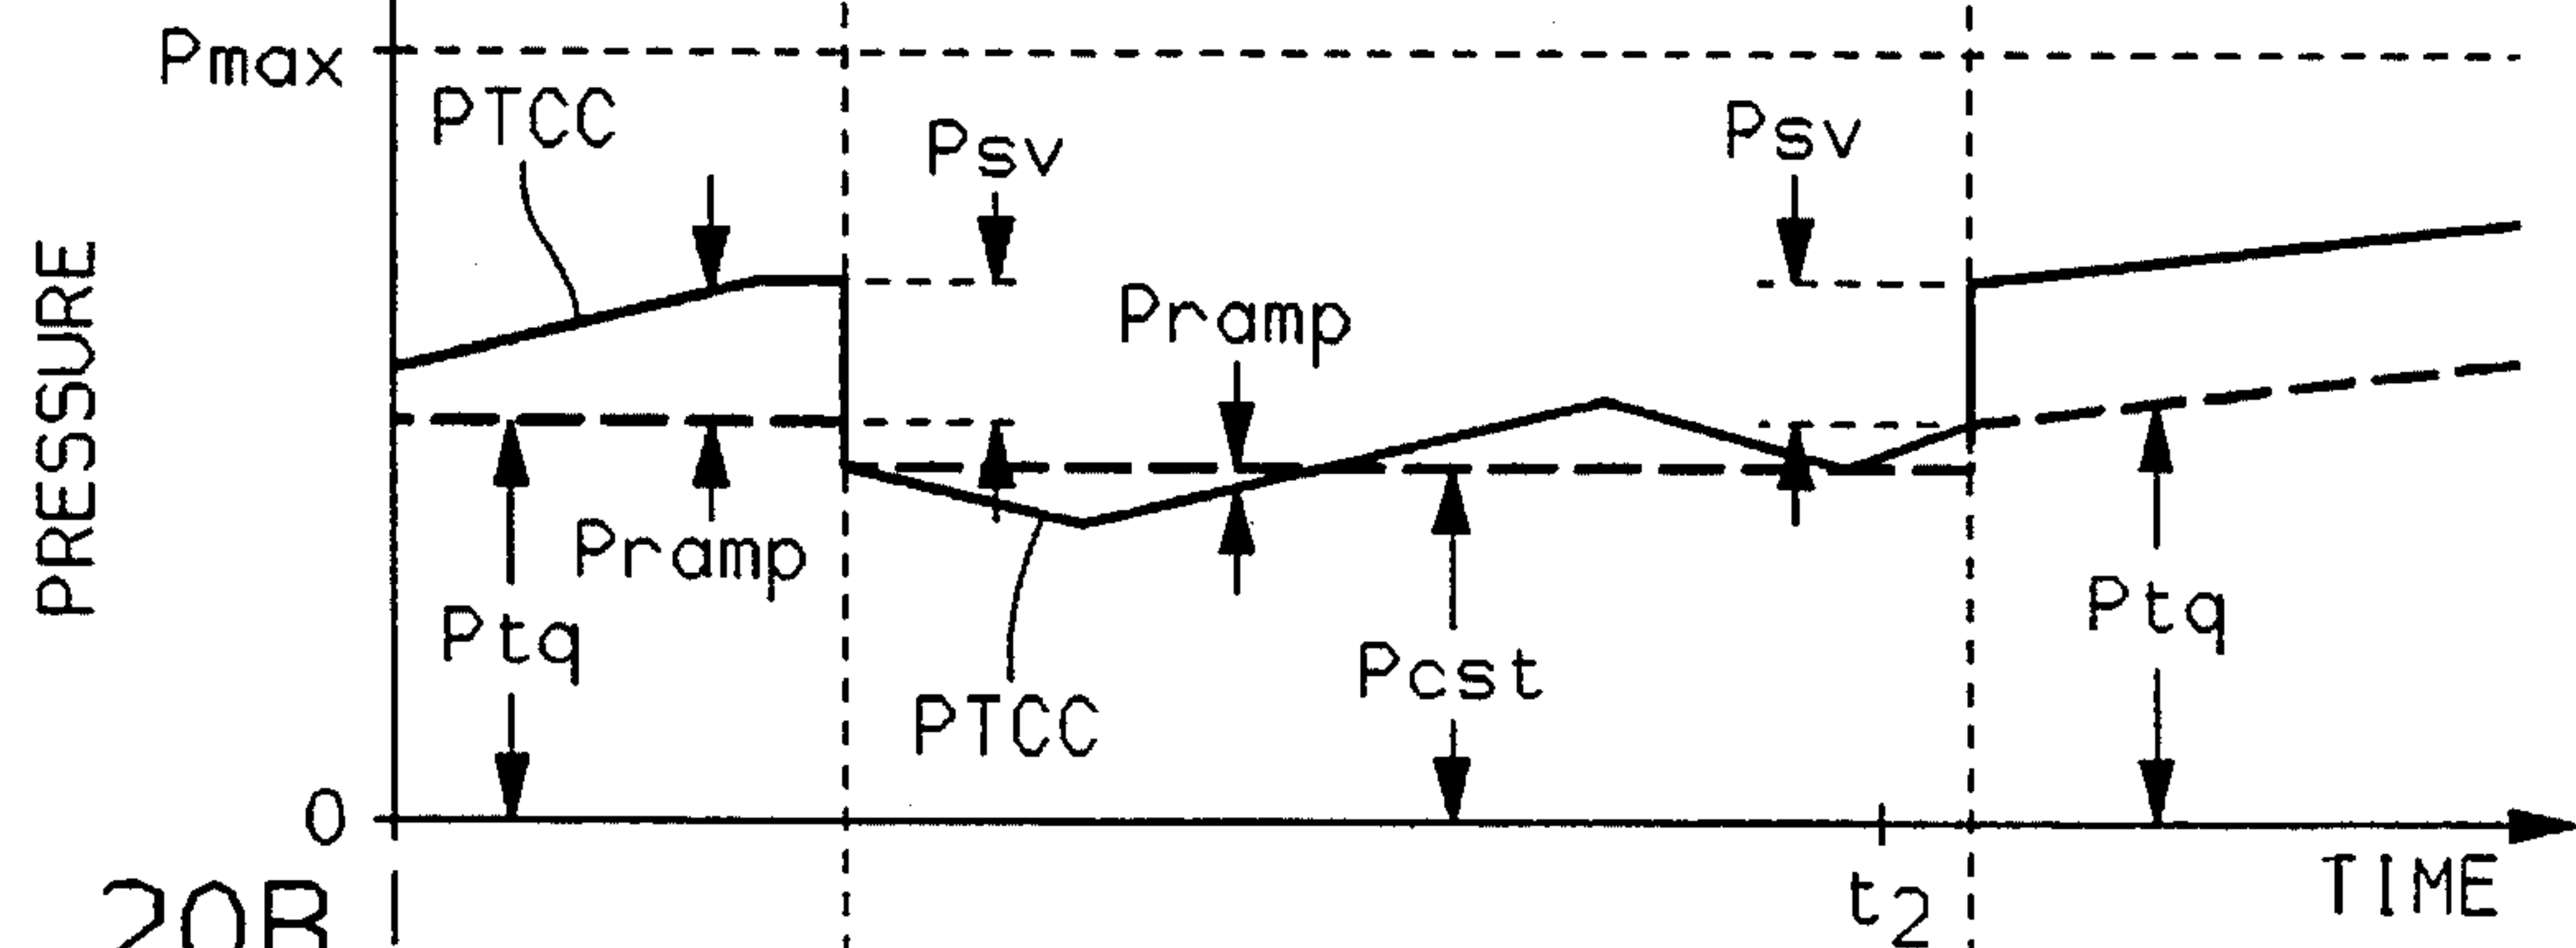 Pmax
PTCC
Psv
Psv
Pramp
PRESSURE
Pramp
Ptq
Ptq
Pcst
PTCC
0
t2
TIME
20B